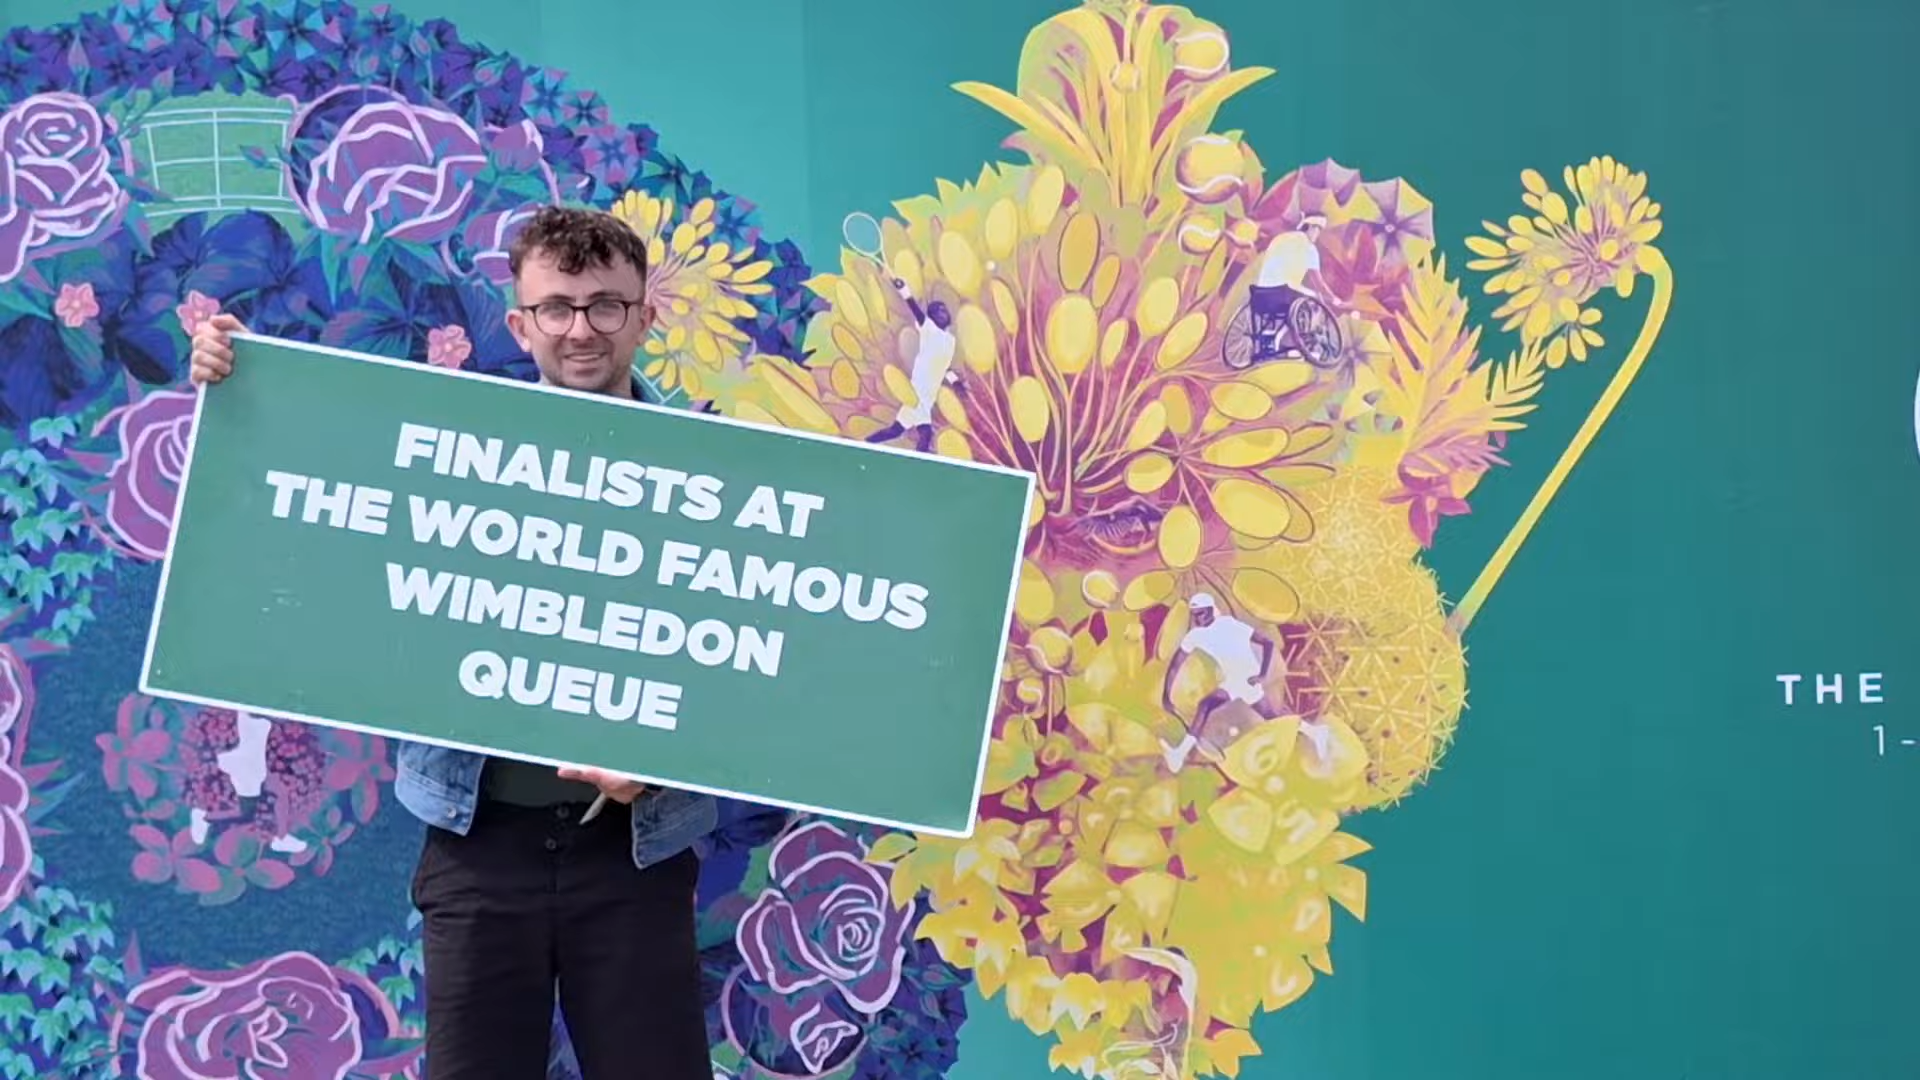 FINALISTS AT
THE WORLD FAMOUS
WIMBLEDON
QUEUE
THE
1-